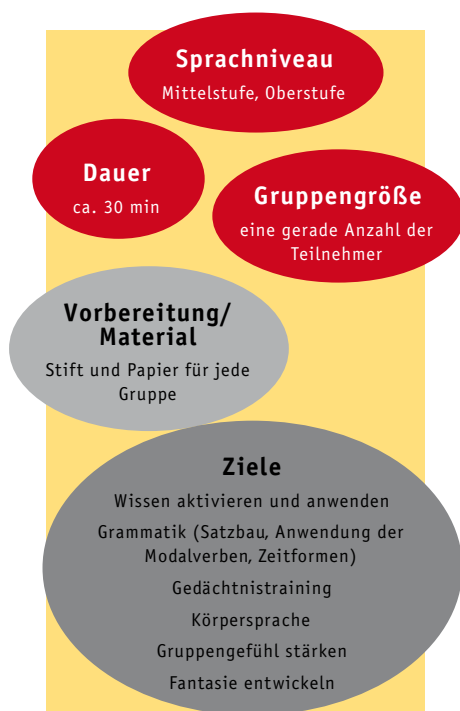 Sprachniveau
Mittelstufe, Oberstufe
Dauer
ca. 30 min
Gruppengröße
eine gerade Anzahl der
Teilnehmer
Vorbereitung/
Material
Stift und Papier für jede
Gruppe
Ziele
Wissen aktivieren und anwenden
Grammatik (Satzbau, Anwendung der
Modalverben, Zeitformen)
Gedächtnistraining
Körpersprache
Gruppengefühl stärken
Fantasie entwickeln